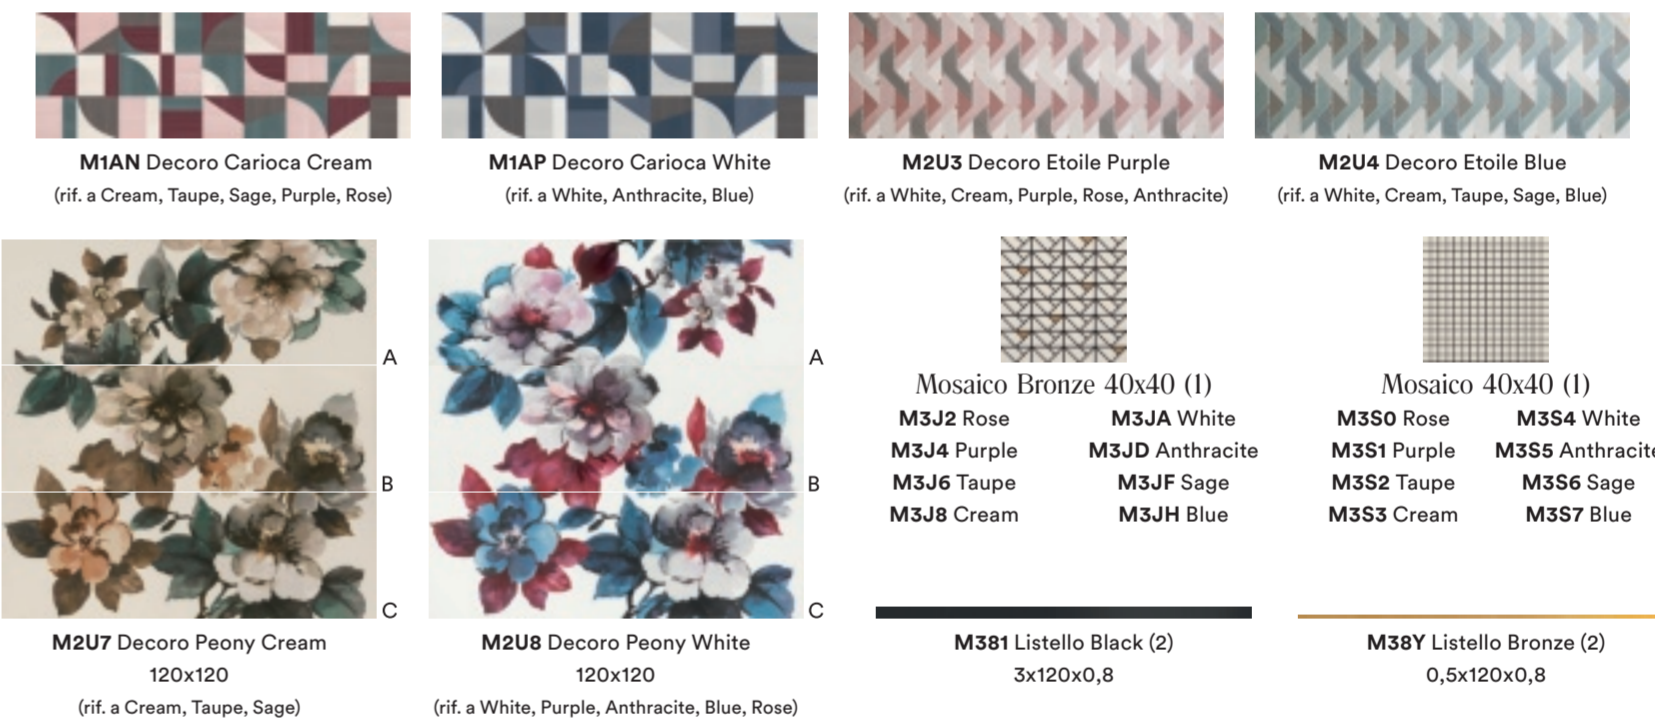 M1AN Decoro Carioca Cream
(rif. a Cream, Taupe, Sage, Purple, Rose)
M1AP Decoro Carioca White
(rif. a White, Anthracite, Blue)
M2U3 Decoro Etoile Purple
(rif. a White, Cream, Purple, Rose, Anthracite)
M2U4 Decoro Etoile Blue
(rif. a White, Cream, Taupe, Sage, Blue)
A
B
C
M2U7 Decoro Peony Cream
120x120
(rif. a Cream, Taupe, Sage)
A
B
C
M2U8 Decoro Peony White
120x120
(rif. a White, Purple, Anthracite, Blue, Rose)
Mosaico Bronze 40x40 (1)
M3J2 Rose
M3J4 Purple
M3J6 Taupe
M3J8 Cream
M3JA White
M3JD Anthracite
M3JF Sage
M3JH Blue
Mosaico 40x40 (1)
M3S0 Rose
M3S1 Purple
M3S2 Taupe
M3S3 Cream
M3S4 White
M3S5 Anthracite
M3S6 Sage
M3S7 Blue
M381 Listello Black (2)
3x120x0,8
M38Y Listello Bronze (2)
0,5x120x0,8